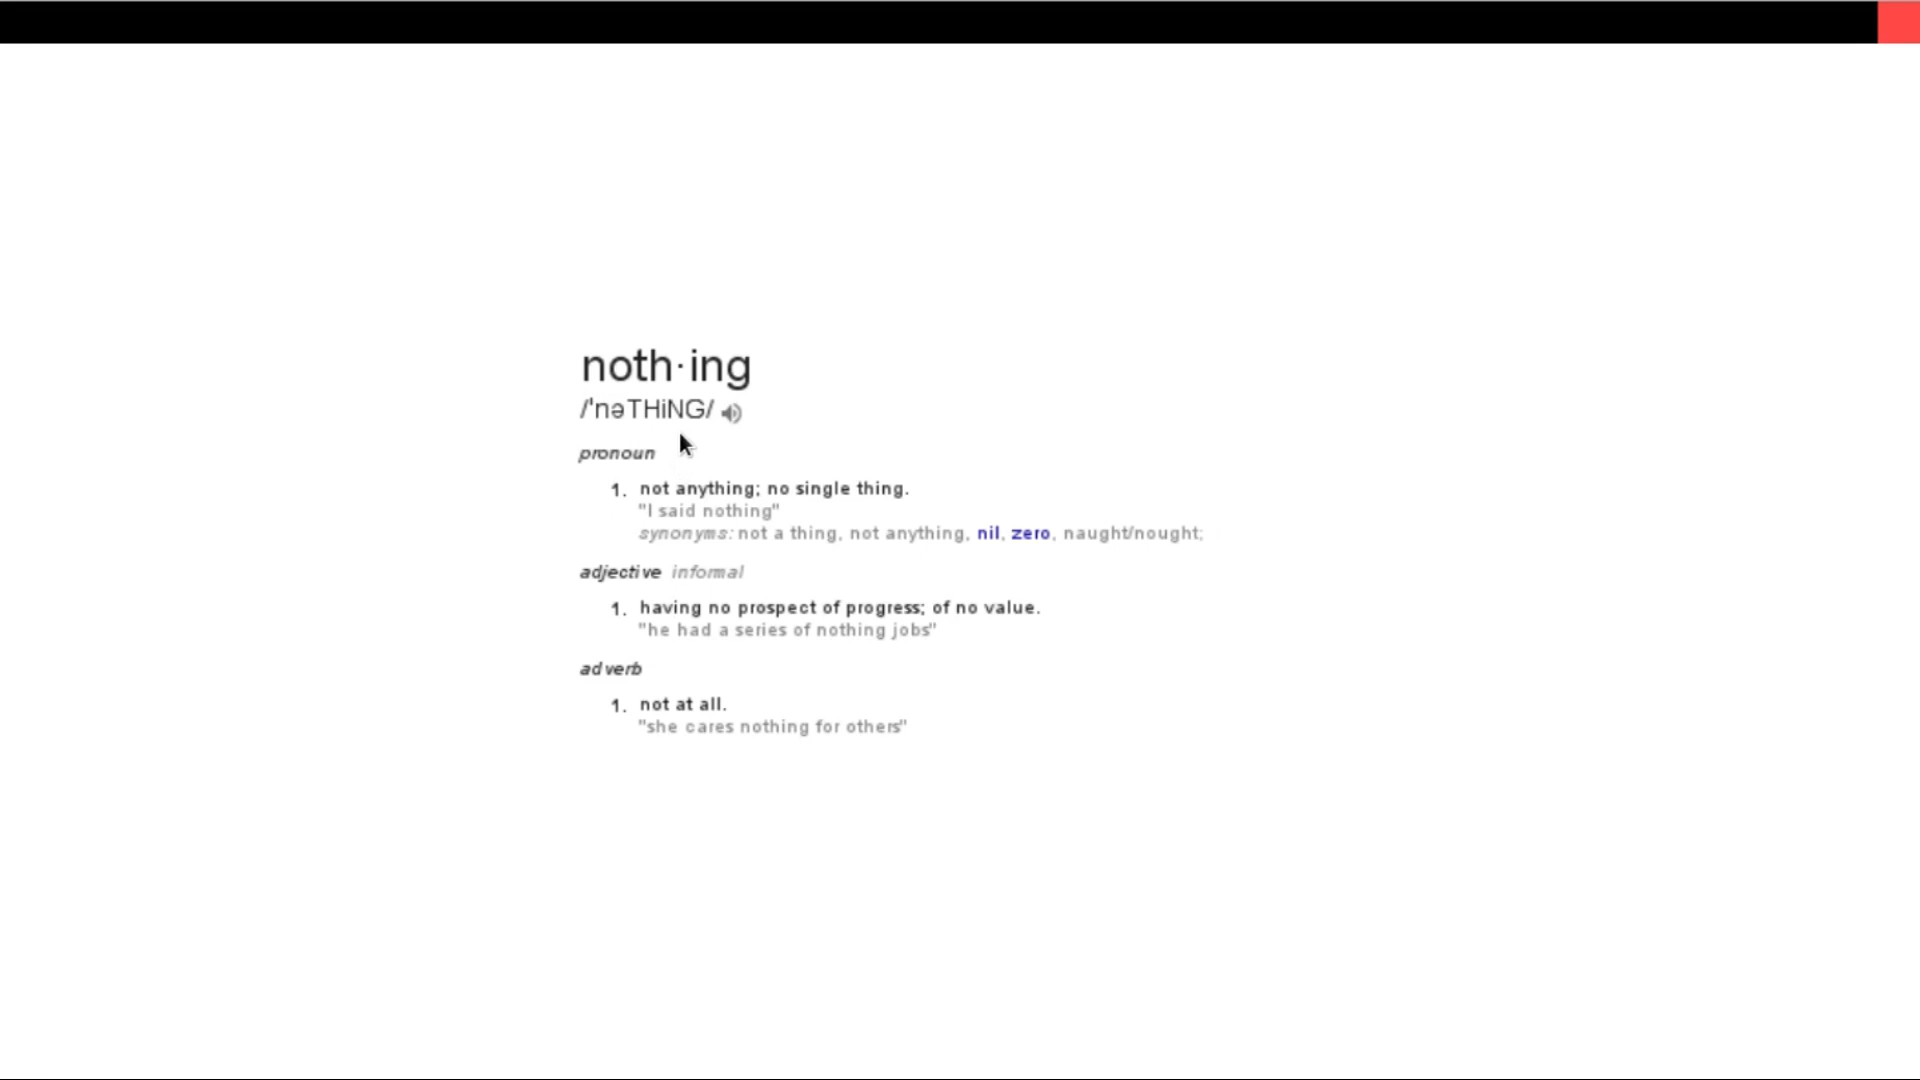 noth·ing
/ˈnəTHiNG/
pronoun
1. not anything; no single thing.
"I said nothing"
synonyms: not a thing, not anything, nil, zero, naught/nought;
adjective informal
1. having no prospect of progress; of no value.
"he had a series of nothing jobs"
adverb
1. not at all.
"she cares nothing for others"